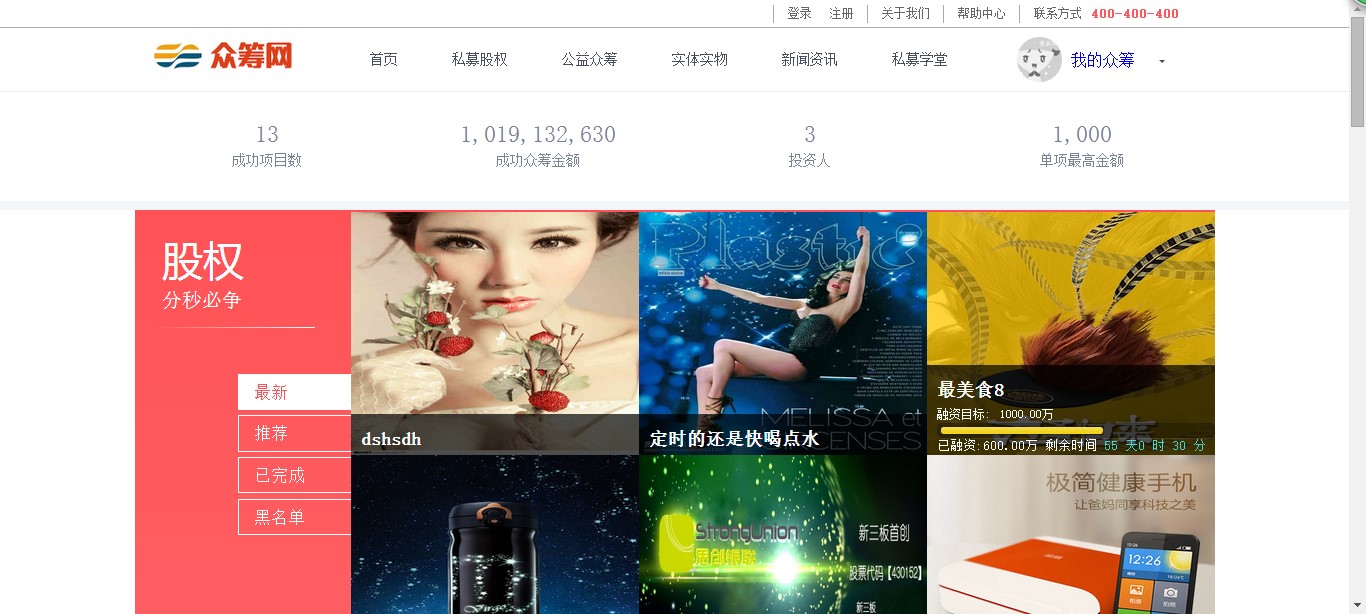 登录 注册 关于我们 帮助中心 联系方式 400-400-400
众筹网 首页 私募股权 公益众筹 实体实物 新闻资讯 私募学堂 我的众筹
13 1,019,132,630 3 1,000
成功项目数 成功众筹金额 投资人 单项最高金额
股权
分秒必争
最新
推荐
已完成
黑名单
dshsdh
Plastic
MELISSA et
CENSES
定时的还是快喝点水
最美食8
融资目标: 1000.00万
已融资:600.00万 剩余时间 55 天0 时 30 分
StrongUnion
新三板首创
股票代码【430152】
新三板
极简健康手机
让爸妈同享科技之美
12:26